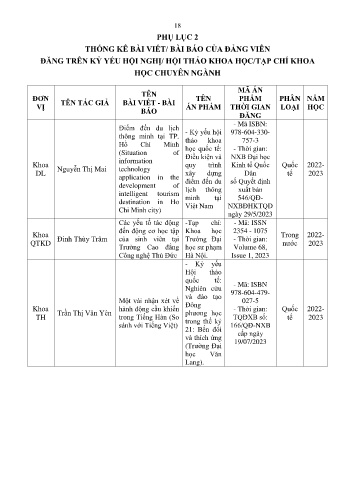 18
PHỤ LỤC 2
THỐNG KÊ BÀI VIẾT/ BÀI BÁO CỦA ĐẢNG VIÊN
ĐĂNG TRÊN KỶ YẾU HỘI NGHỊ/ HỘI THẢO KHOA HỌC/TẠP CHÍ KHOA
HỌC CHUYÊN NGÀNH
ĐƠN
VỊ
TÊN TÁC GIẢ
TÊN
BÀI VIẾT - BÀI
BÁO
TÊN
ẤN PHẨM
MÃ ẤN
PHẨM
THỜI GIAN
ĐĂNG
PHÂN
LOẠI
NĂM
HỌC
Khoa
DL
Nguyễn Thị Mai
Điểm đến du lịch
thông minh tại TP.
Hồ Chí Minh
(Situation of
information
technology
application in the
development of
intelligent tourism
destination in Ho
Chi Minh city)
- Kỷ yếu hội
thảo khoa
học quốc tế:
Điều kiện và
quy trình
xây dựng
điểm đến du
lịch thông
minh tại
Việt Nam
- Mã ISBN:
978-604-330-
757-3
- Thời gian:
NXB Đại học
Kinh tế Quốc
Dân
số Quyết định
xuất bản
546/QĐ-
NXBĐHKTQD
ngày 29/5/2023
Quốc
tế
2022-
2023
Khoa
QTKD
Đinh Thùy Trâm
Các yếu tố tác động
đến động cơ học tập
của sinh viên tại
Trường Cao đẳng
Công nghệ Thủ Đức
-Tạp chí:
Khoa học
Trường Đại
học sư phạm
Hà Nội.
- Mã: ISSN
2354 - 1075
- Thời gian:
Volume 68,
Issue 1, 2023
Trong
nước
2022-
2023
Khoa
TH
Trần Thị Vân Yên
Một vài nhận xét về
hành động cầu khiến
trong Tiếng Hàn (So
sánh với Tiếng Việt)
- Kỷ yếu
Hội thảo
quốc tế:
Nghiên cứu
và đào tạo
Đông
phương học
trong thế kỷ
21: Bến đổi
và thích ứng
(Trường Đại
học Văn
Lang).
- Mã: ISBN
978-604-479-
027-5
- Thời gian:
TQĐXB số:
166/QĐ-NXB
cấp ngày
19/07/2023
Quốc
tế
2022-
2023